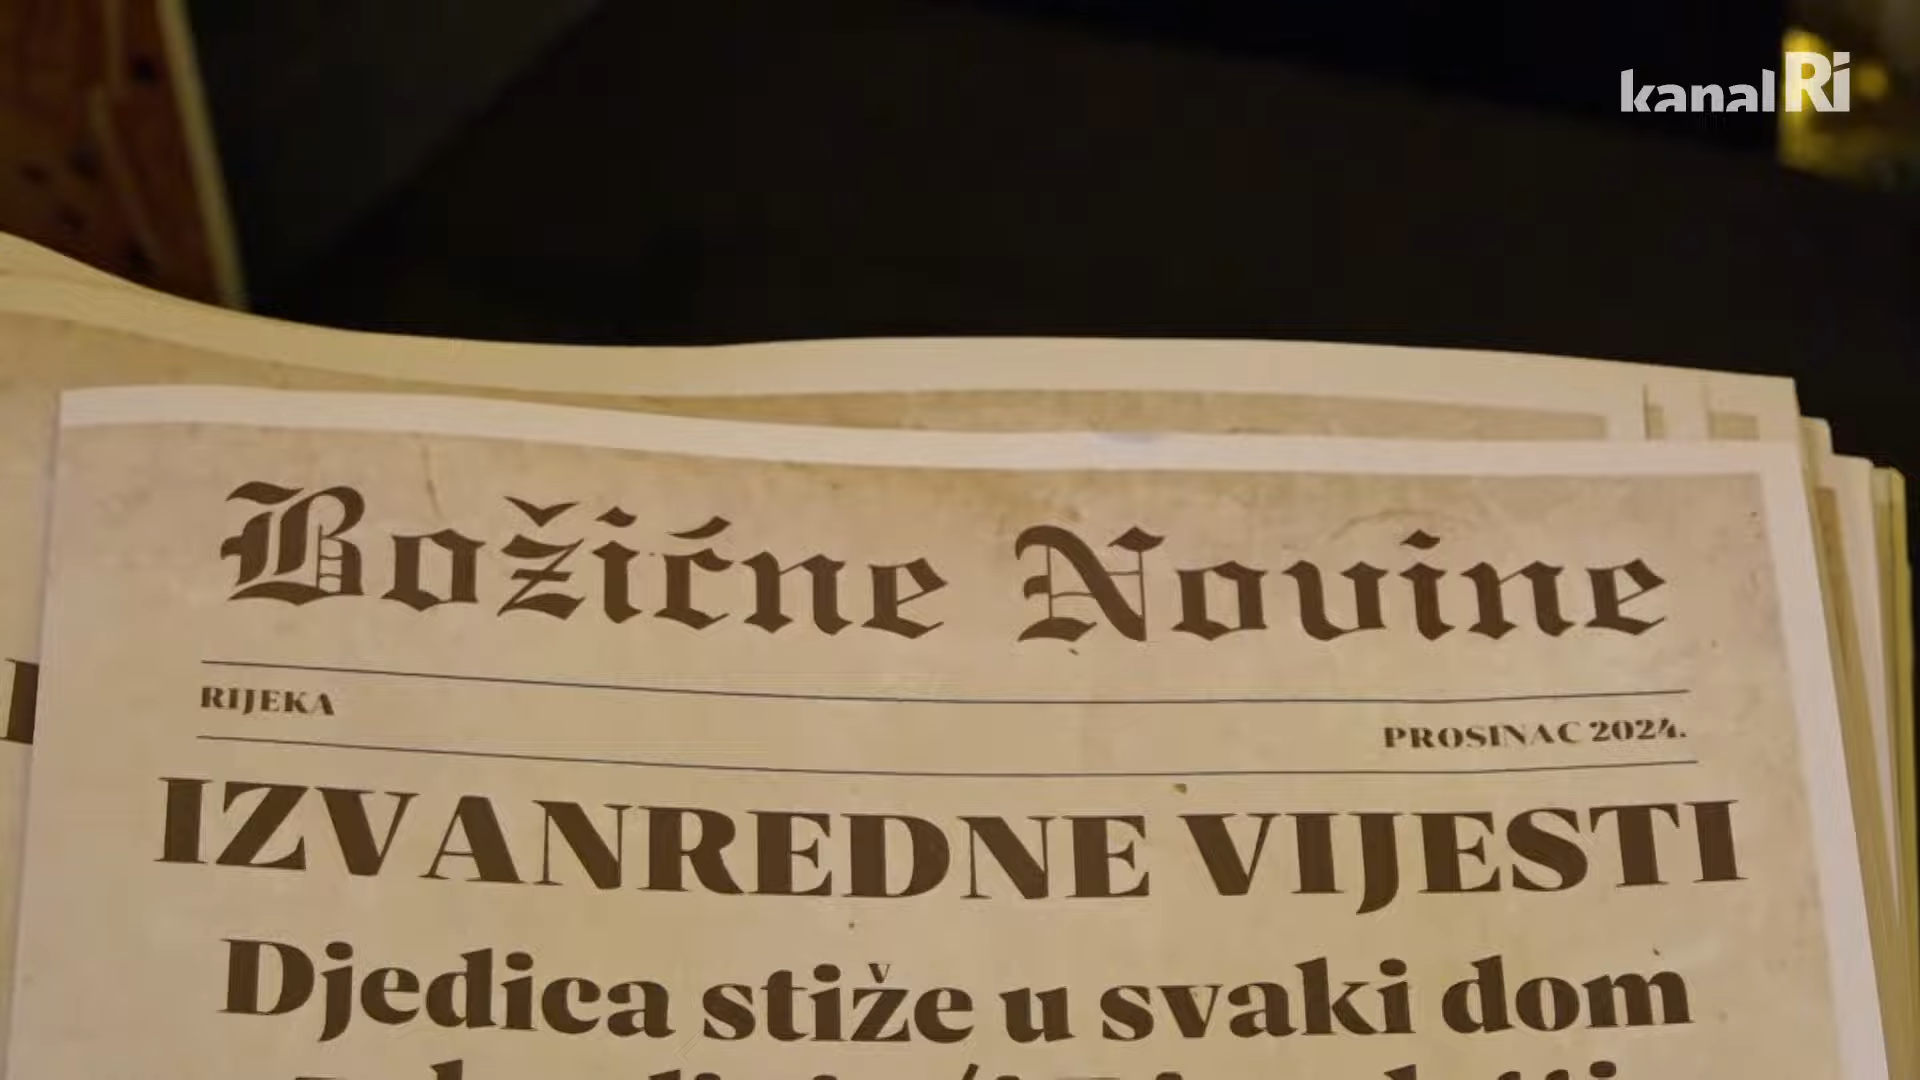 kanalRi
Božićne Novine
RIJEKA
PROSINAC 2024.
IZVANREDNE VIJESTI
Djedica stiže u svaki dom